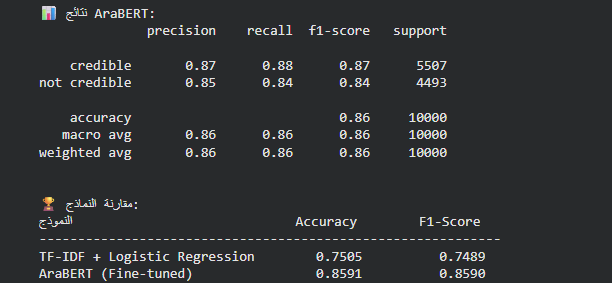 📊 نتائج AraBERT:
precision recall f1-score support
credible 0.87 0.88 0.87 5507
not credible 0.85 0.84 0.84 4493
accuracy 0.86 10000
macro avg 0.86 0.86 0.86 10000
weighted avg 0.86 0.86 0.86 10000
🏆 مقارنة النماذج:
النموذج Accuracy F1-Score
------------------------------------------------------------
TF-IDF + Logistic Regression 0.7505 0.7489
AraBERT (Fine-tuned) 0.8591 0.8590